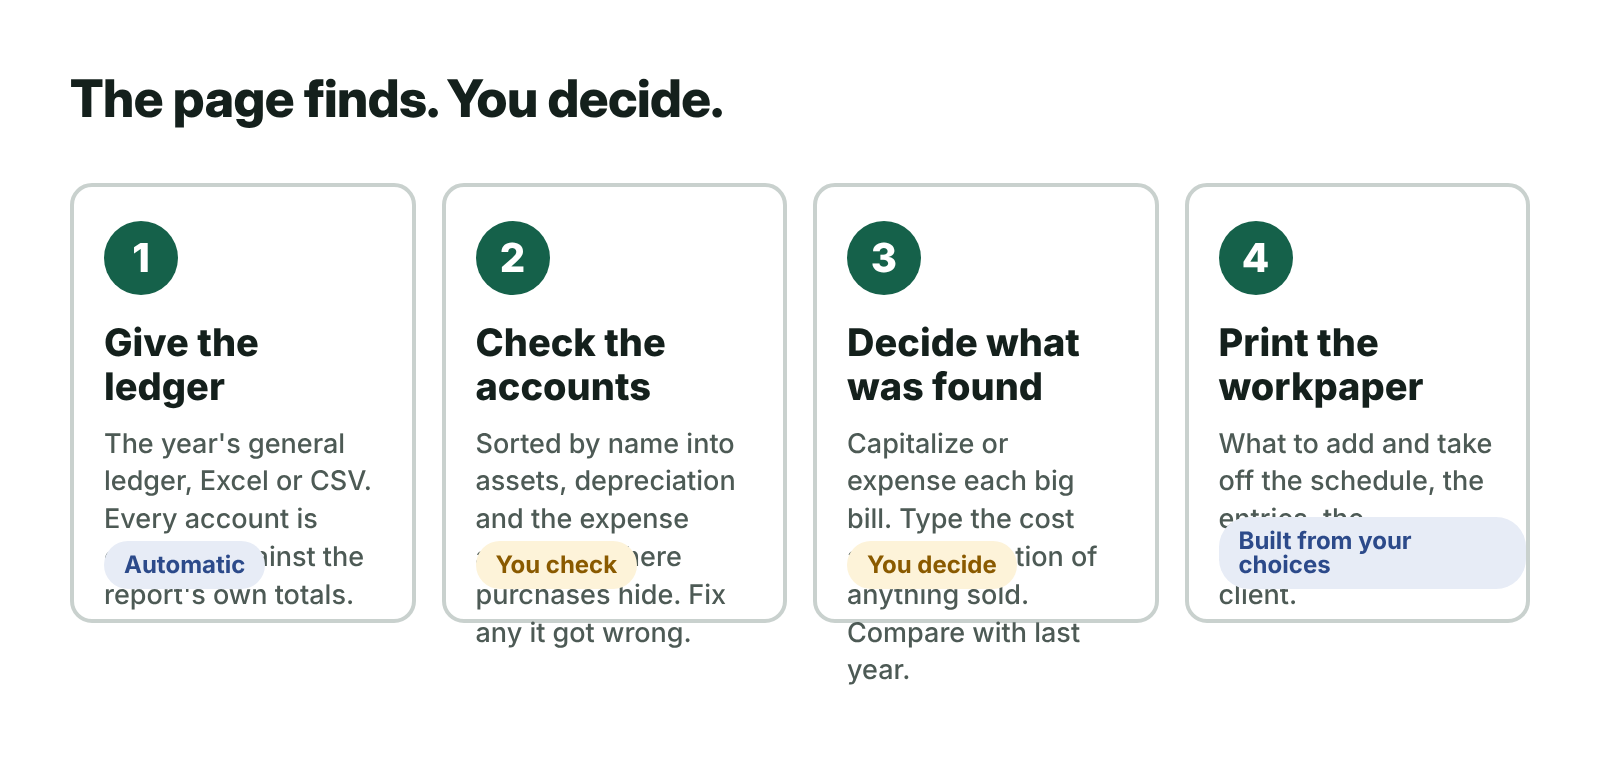 The page finds. You decide.
1
Give the
ledger
The year's general
ledger, Excel or CSV.
Every account is
Automatic
the
report's own totals.
2
Check the
accounts
Sorted by name into
assets, depreciation
and the expense
You check
purchases hide. Fix
any it got wrong.
3
Decide what
was found
Capitalize or
expense each big
bill. Type the cost
You decide
of
anything sold.
Compare with last
year.
4
Print the
workpaper
What to add and take
off the schedule, the
entries, the
Built from your
choices
client.